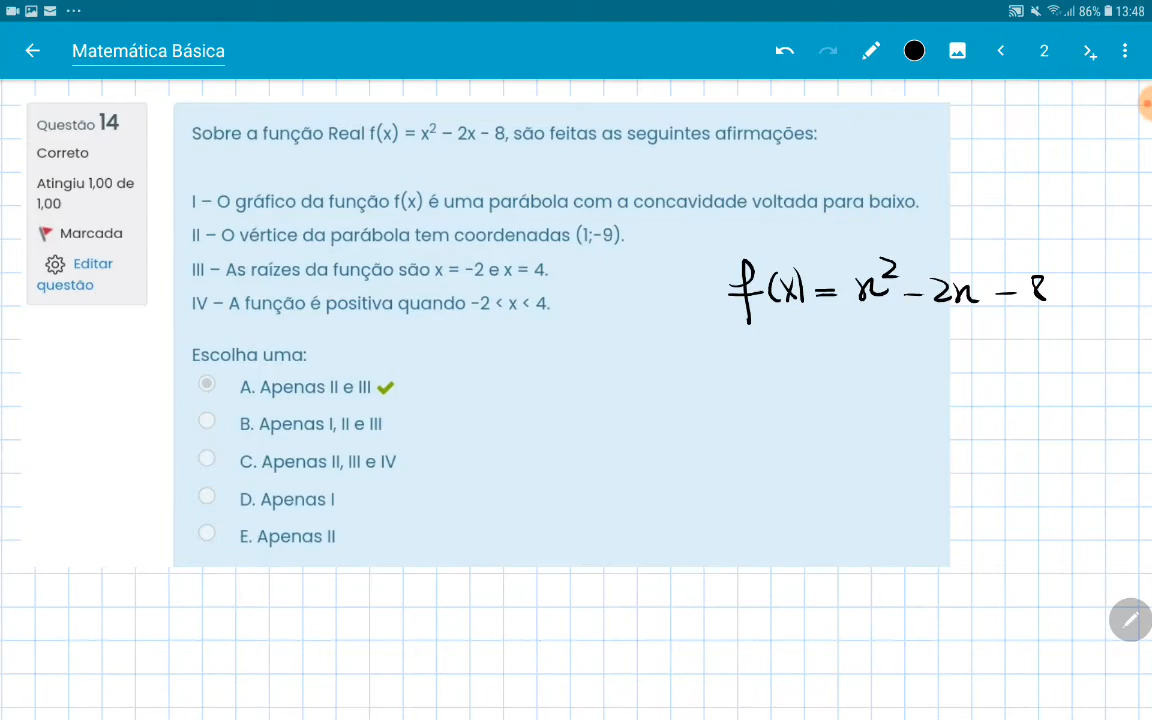 86% 13:48
Matemática Básica
2
Questão 14
Correto
Atingiu 1,00 de
1,00
Marcada
Editar
questão
Sobre a função Real f(x) = x² – 2x - 8, são feitas as seguintes afirmações:
I – O gráfico da função f(x) é uma parábola com a concavidade voltada para baixo.
II – O vértice da parábola tem coordenadas (1;-9).
III – As raízes da função são x = -2 e x = 4.
IV – A função é positiva quando -2 < x < 4.
f(x) = x² - 2x - 8
Escolha uma:
A. Apenas II e III
B. Apenas I, II e III
C. Apenas II, III e IV
D. Apenas I
E. Apenas II